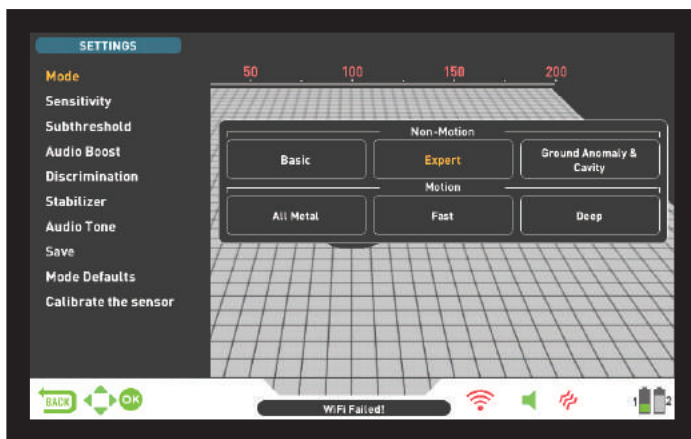 SETTINGS
Mode
Sensitivity
Subthreshold
Audio Boost
Discrimination
Stabilizer
Audio Tone
Save
Mode Defaults
Calibrate the sensor
50 100 150 200
Non-Motion
Basic Expert Ground Anomaly &
Cavity
Motion
All Metal Fast Deep
BACK OK
WiFi Failed!
1 2